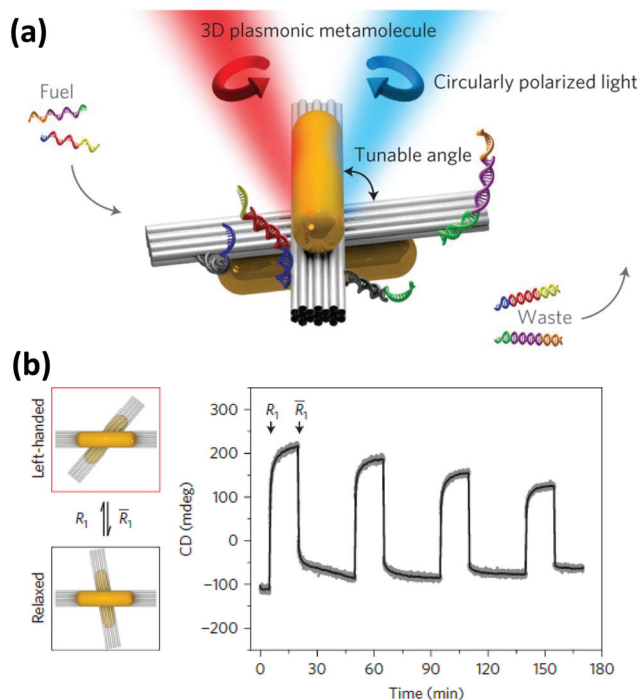 (a)
3D plasmonic metamolecule
Fuel
Circularly polarized light
Tunable angle
Waste
(b)
Left-handed
R₁ R̅₁
Relaxed
R₁ R̅₁
CD (mdeg)
300
200
100
0
−100
−200
0 30 60 90 120 150 180
Time (min)